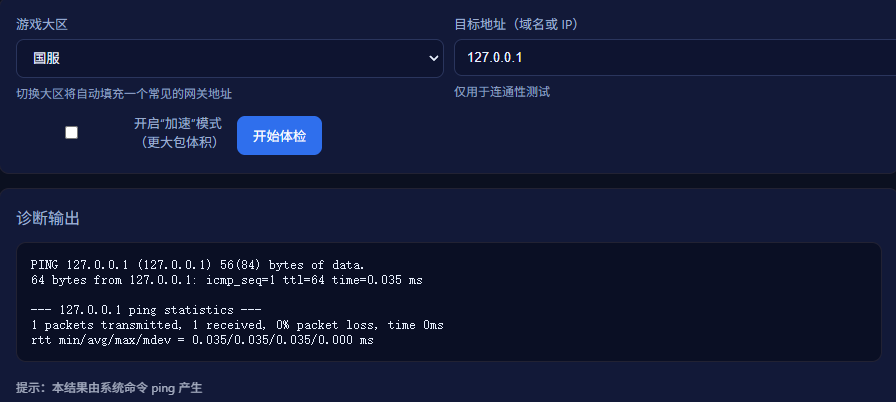 游戏大区
目标地址（域名或 IP）
国服
127.0.0.1
切换大区将自动填充一个常见的网关地址
仅用于连通性测试
开启“加速”模式
（更大包体积）
开始体检
诊断输出
PING 127.0.0.1 (127.0.0.1) 56(84) bytes of data.
64 bytes from 127.0.0.1: icmp_seq=1 ttl=64 time=0.035 ms
--- 127.0.0.1 ping statistics ---
1 packets transmitted, 1 received, 0% packet loss, time 0ms
rtt min/avg/max/mdev = 0.035/0.035/0.035/0.000 ms
提示：本结果由系统命令 ping 产生